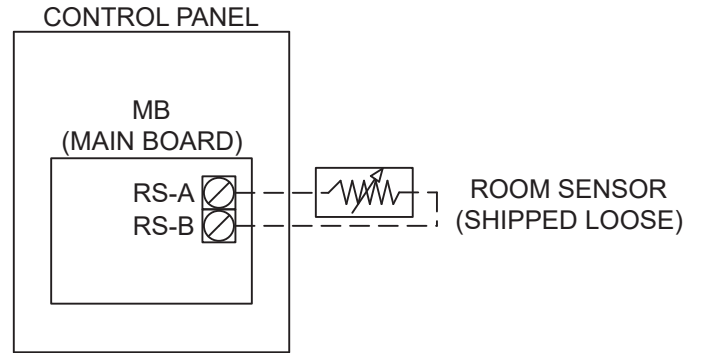 CONTROL PANEL
MB
(MAIN BOARD)
RS-A
RS-B
ROOM SENSOR
(SHIPPED LOOSE)